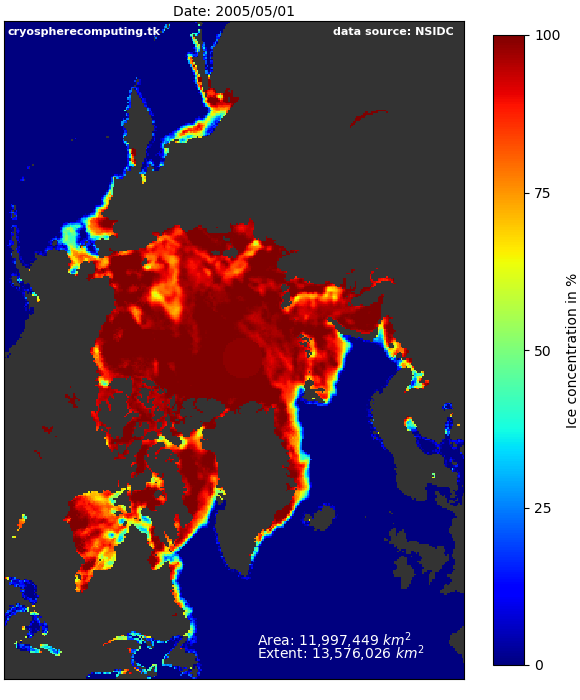 Date: 2005/05/01
cryospherecomputing.tk
data source: NSIDC
100
75
50
25
0
Ice concentration in %
Area: 11,997,449 km²
Extent: 13,576,026 km²